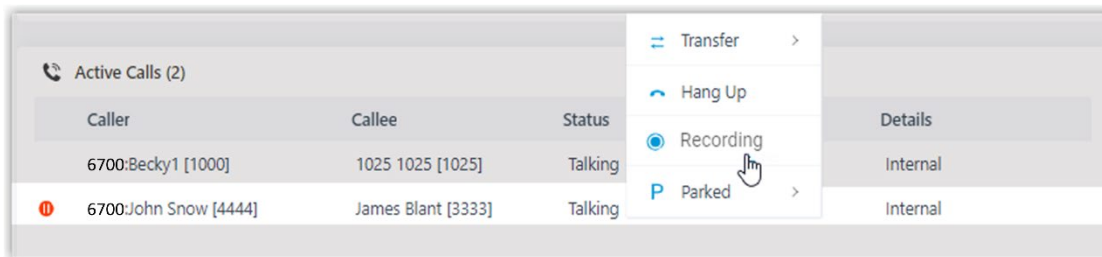 Transfer
Active Calls (2)
Hang Up
Caller Callee Status Details
Recording
6700:Becky1 [1000] 1025 1025 [1025] Talking Internal
P Parked
6700:John Snow [4444] James Blant [3333] Talking Internal